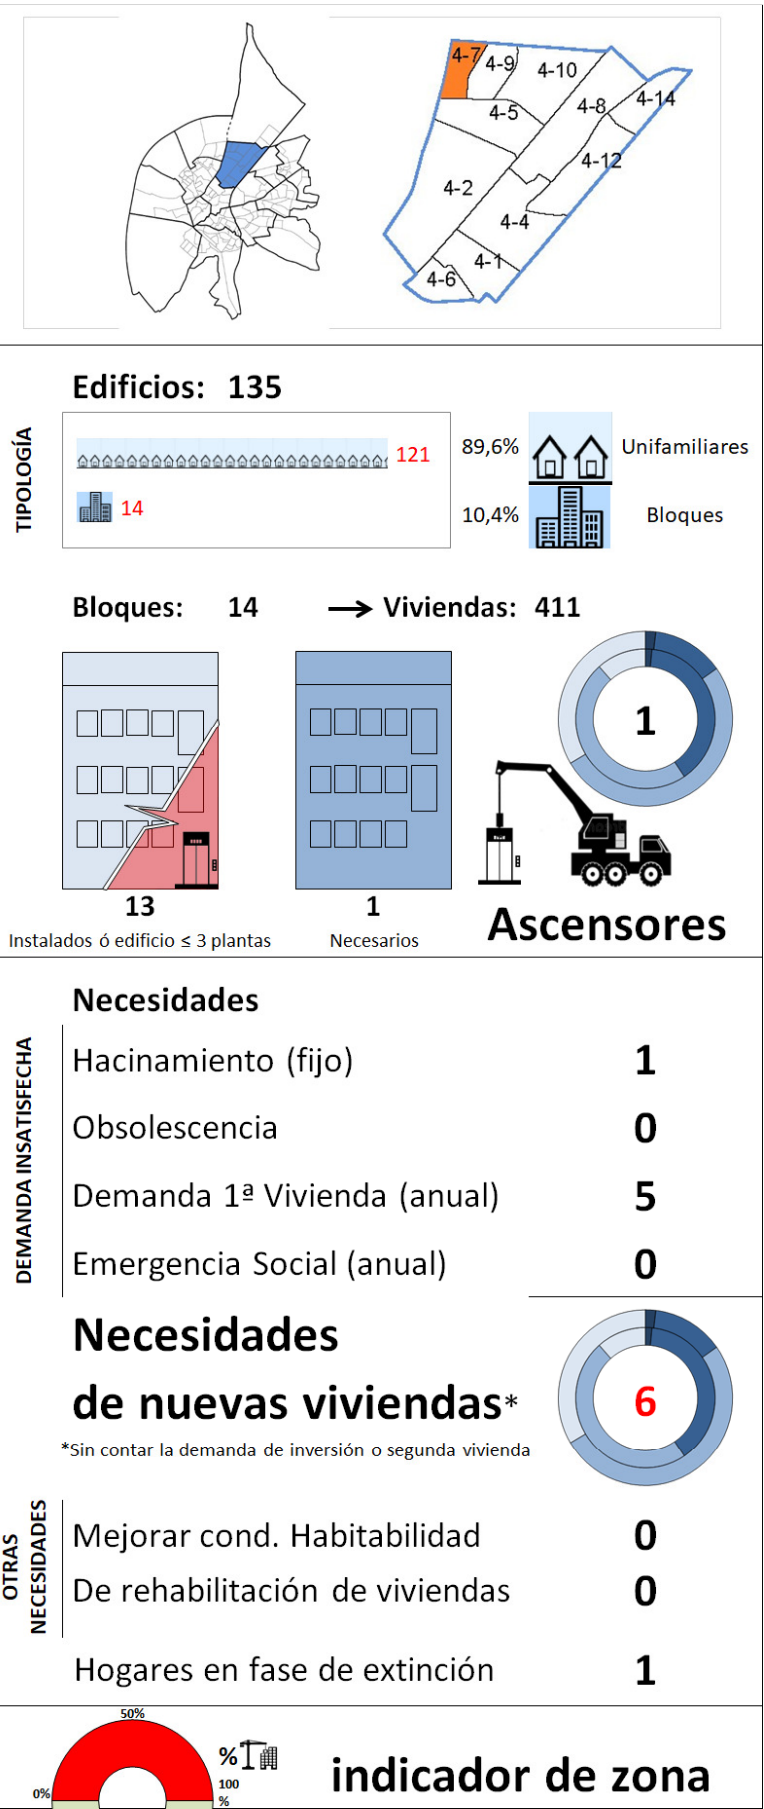 4-7
4-9
4-10
4-5
4-8
4-14
4-12
4-2
4-4
4-1
4-6
Edificios: 135
TIPOLOGÍA
121
89,6%
Unifamiliares
14
10,4%
Bloques
Bloques: 14
Viviendas: 411
1
13
1
Instalados ó edificio ≤ 3 plantas
Necesarios
Ascensores
DEMANDA INSATISFECHA
Necesidades
Hacinamiento (fijo) 1
Obsolescencia 0
Demanda 1ª Vivienda (anual) 5
Emergencia Social (anual) 0
Necesidades
de nuevas viviendas*
6
*Sin contar la demanda de inversión o segunda vivienda
OTRAS
NECESIDADES
Mejorar cond. Habitabilidad 0
De rehabilitación de viviendas 0
Hogares en fase de extinción 1
50%
0%
%
100
%
indicador de zona